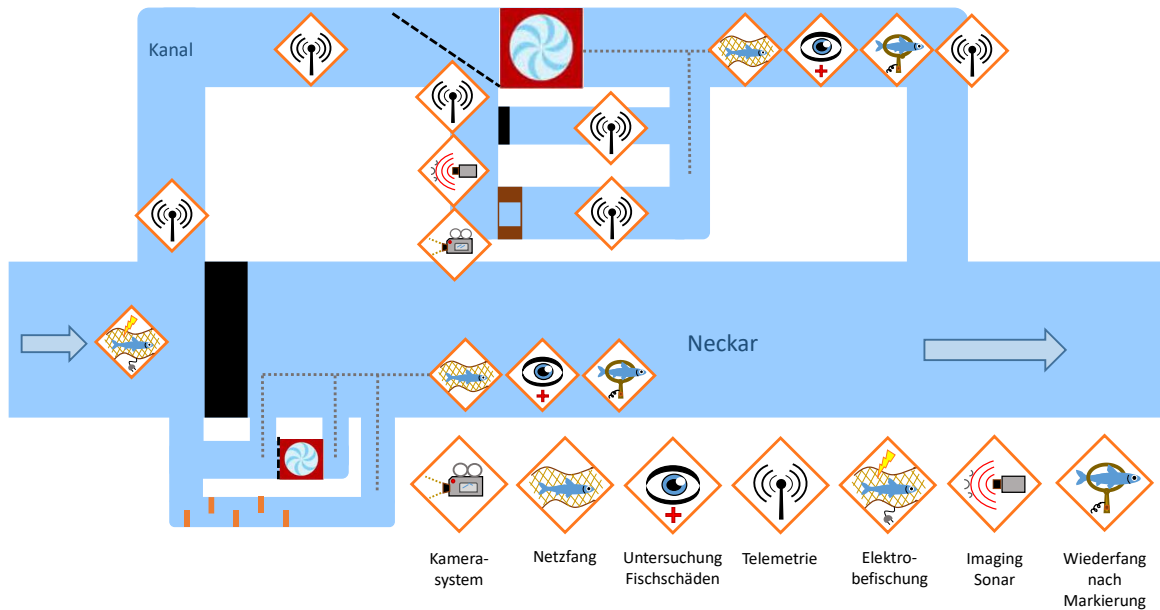 Kanal
Neckar
Kamera-
system
Netzfang
Untersuchung
Fischschäden
Telemetrie
Elektro-
befischung
Imaging
Sonar
Wiederfang
nach
Markierung